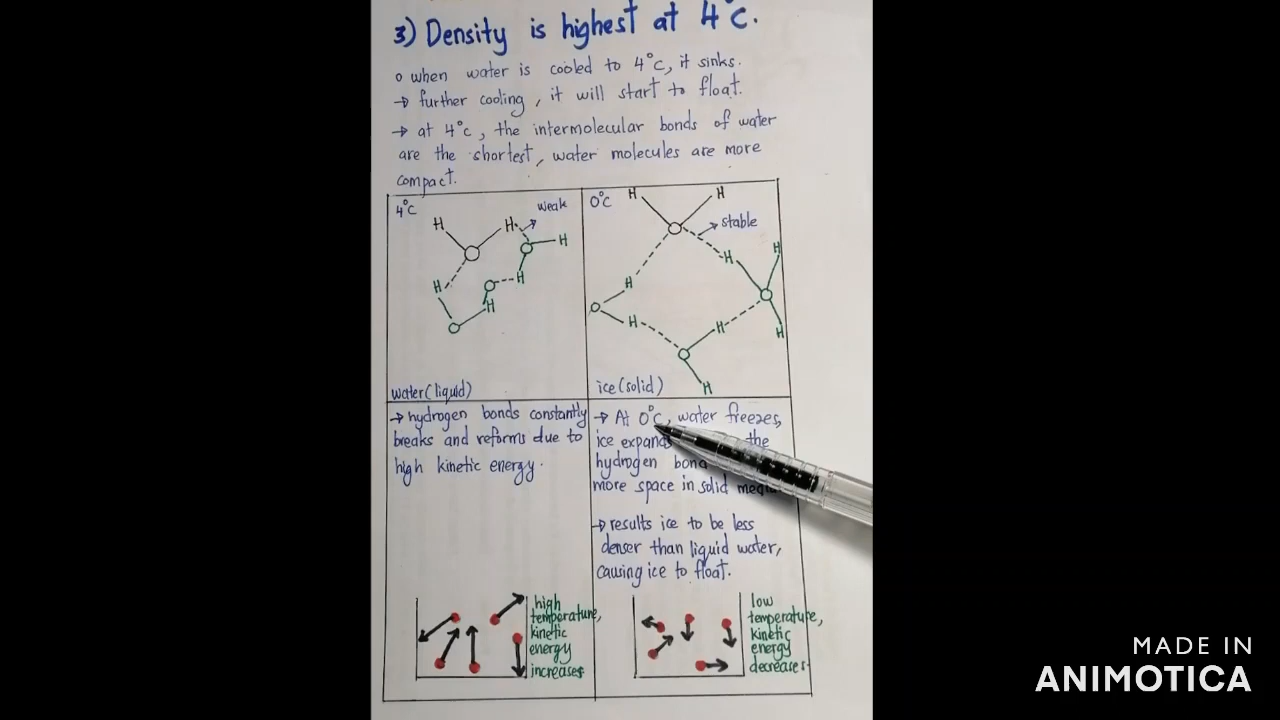 3) Density is highest at 4°C.
o when water is cooled to 4°C, it sinks.
→ further cooling, it will start to float.
→ at 4°C, the intermolecular bonds of water
are the shortest, water molecules are more
compact.
4°C
weak
H H H
H H
H
water (liquid)
0°C
H H
stable
H H
H
H H H
H
ice (solid)
→ hydrogen bonds constantly
breaks and reforms due to
high kinetic energy.
→ At 0°C, water freezes,
ice expands the
hydrogen
more space in solid
→ results ice to be less
denser than liquid water,
causing ice to float.
high
temperature,
kinetic
energy
increases
low
temperature,
kinetic
energy
decreases
MADE IN
ANIMOTICA